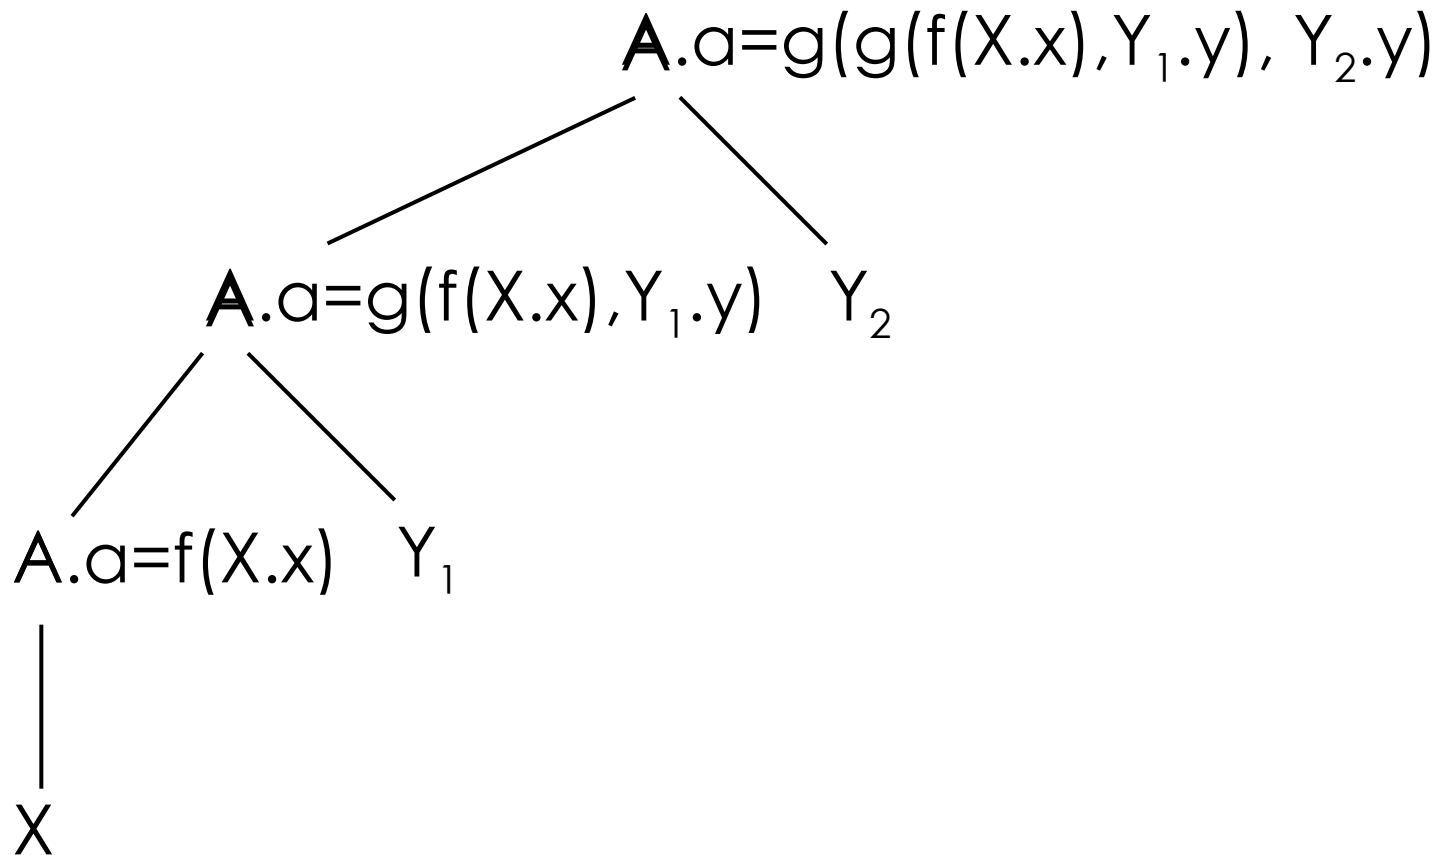 A.a=g(g(f(X.x),Y₁.y), Y₂.y)
A.a=g(f(X.x),Y₁.y) Y₂
A.a=f(X.x) Y₁
X